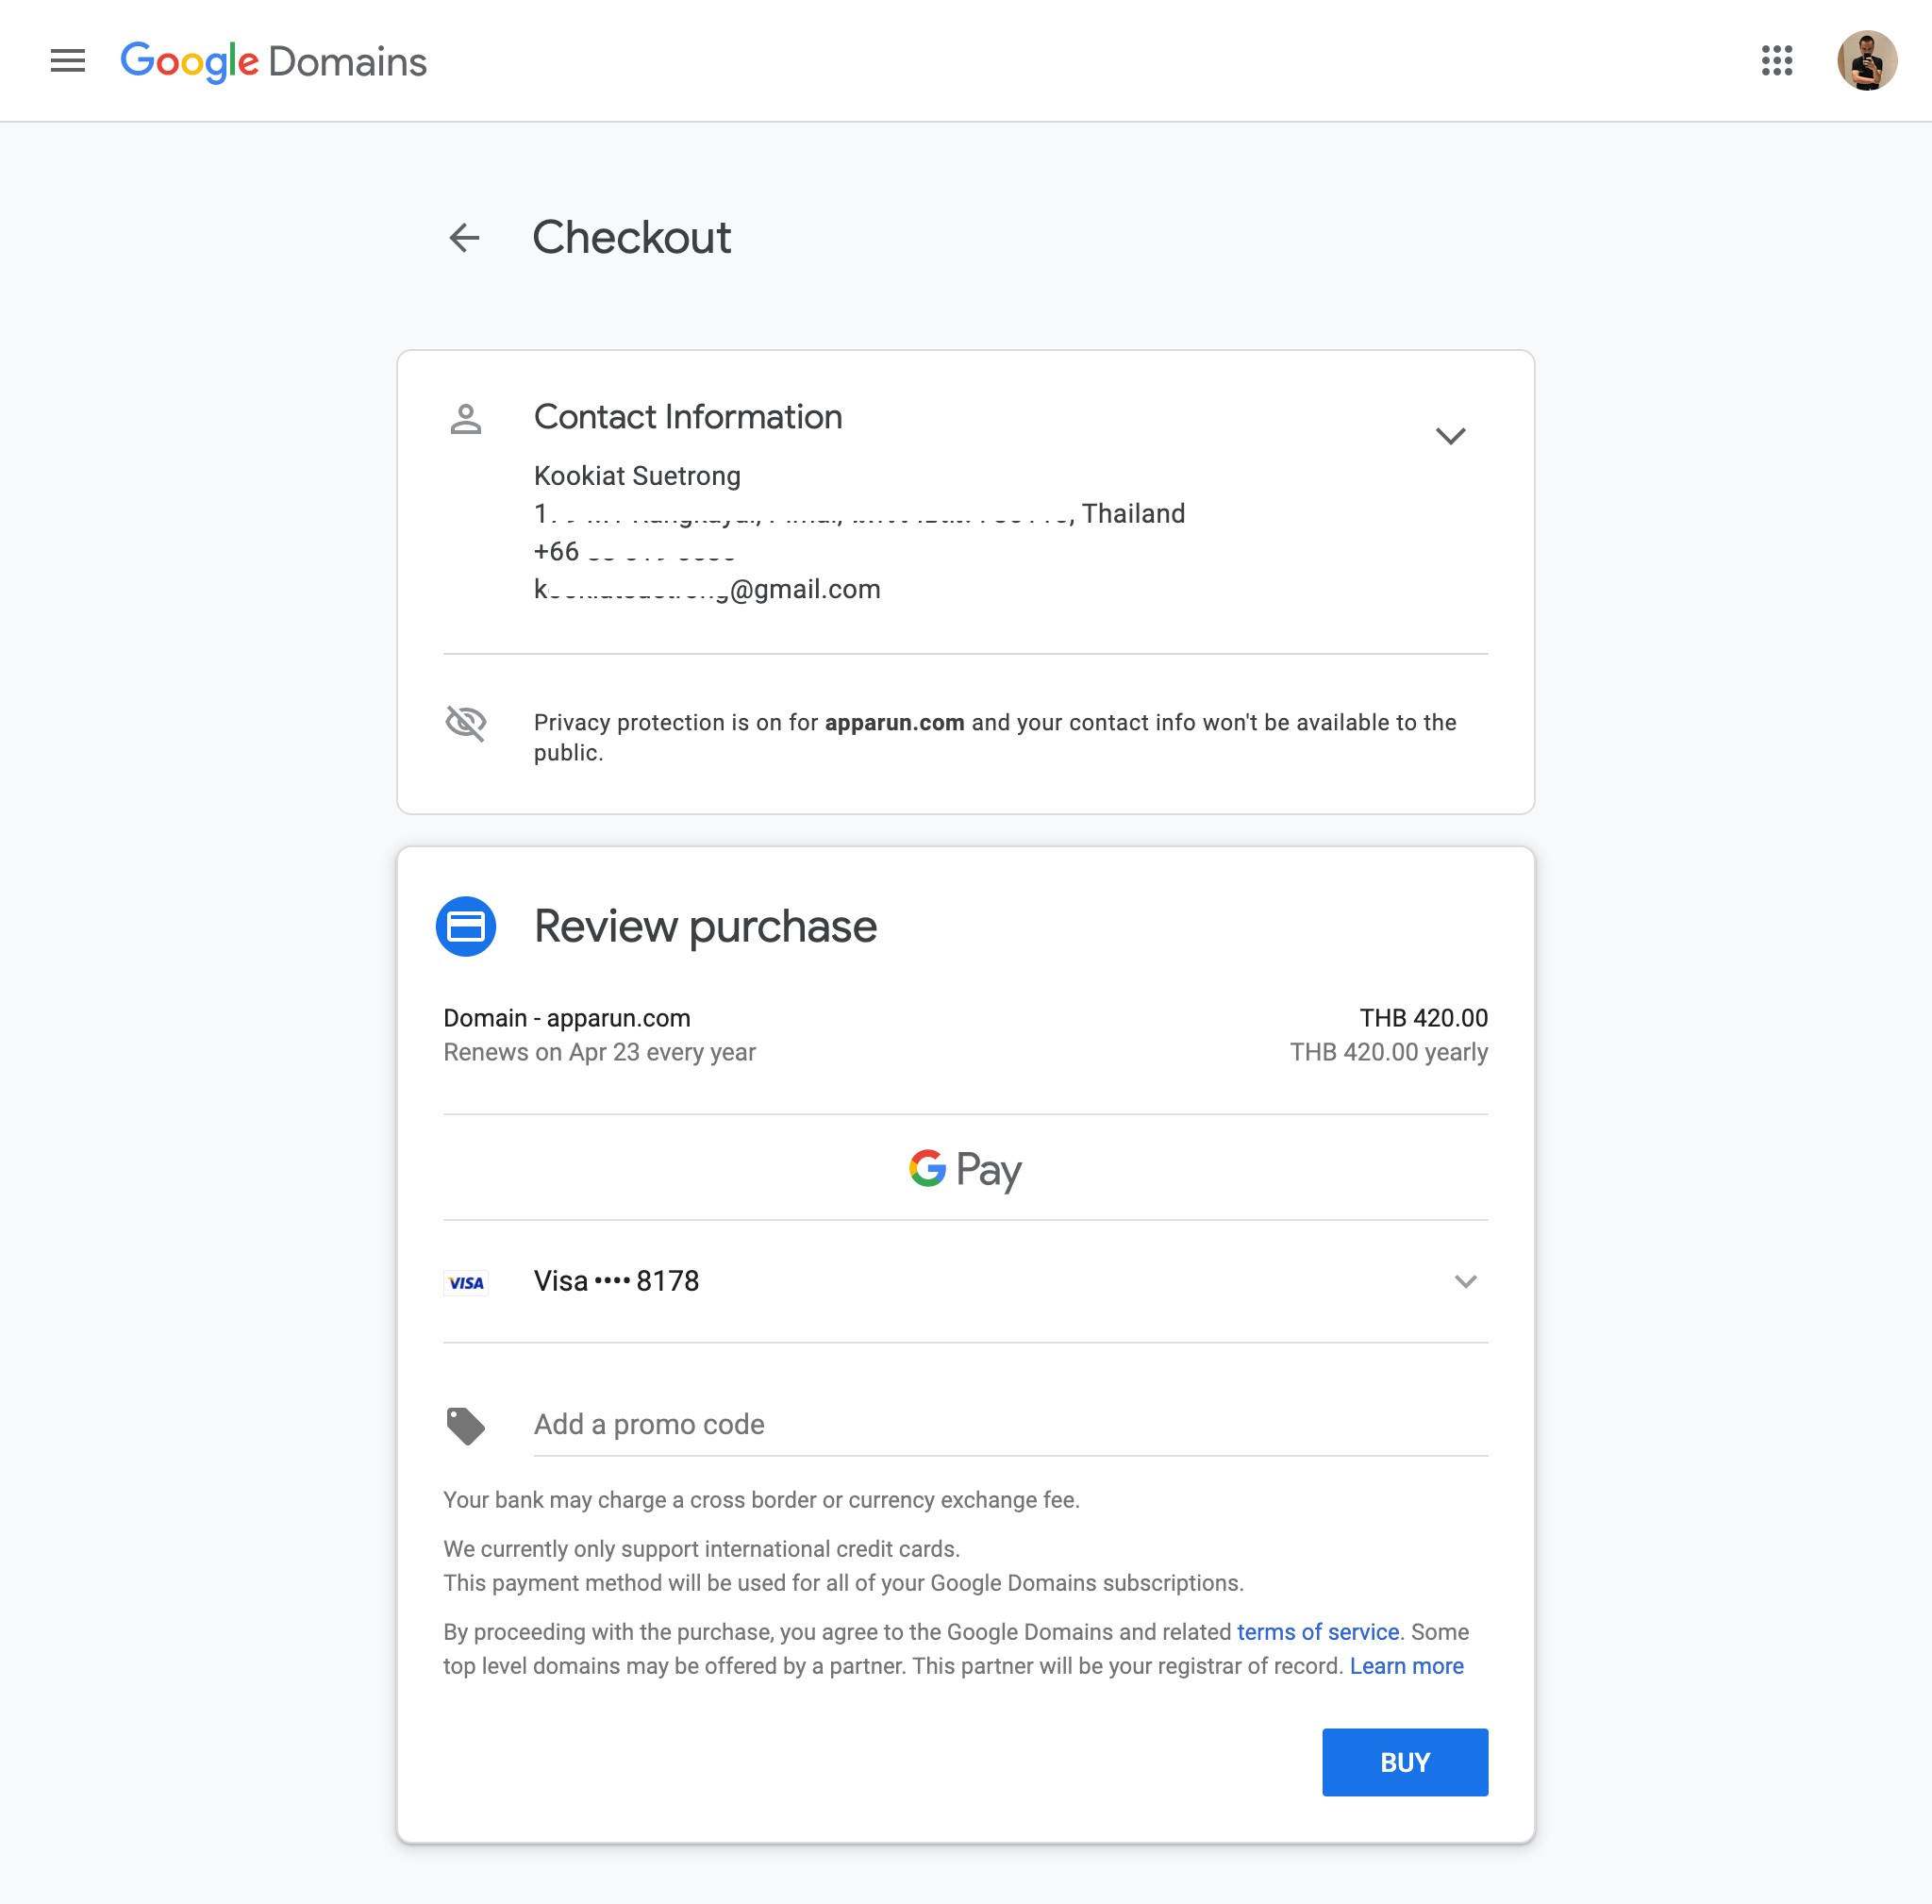 Google Domains
Checkout
Contact Information
Kookiat Suetrong
, Thailand
+66
@gmail.com
Privacy protection is on for apparun.com and your contact info won't be available to the
public.
Review purchase
Domain - apparun.com
THB 420.00
Renews on Apr 23 every year
THB 420.00 yearly
G Pay
VISA
Visa •••• 8178
Add a promo code
Your bank may charge a cross border or currency exchange fee.
We currently only support international credit cards.
This payment method will be used for all of your Google Domains subscriptions.
By proceeding with the purchase, you agree to the Google Domains and related terms of service. Some
top level domains may be offered by a partner. This partner will be your registrar of record. Learn more
BUY